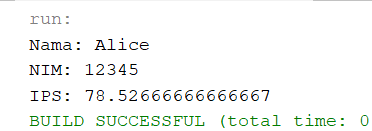 run:
Nama: Alice
NIM: 12345
IPS: 78.52666666666667
BUILD SUCCESSFUL (total time: 0